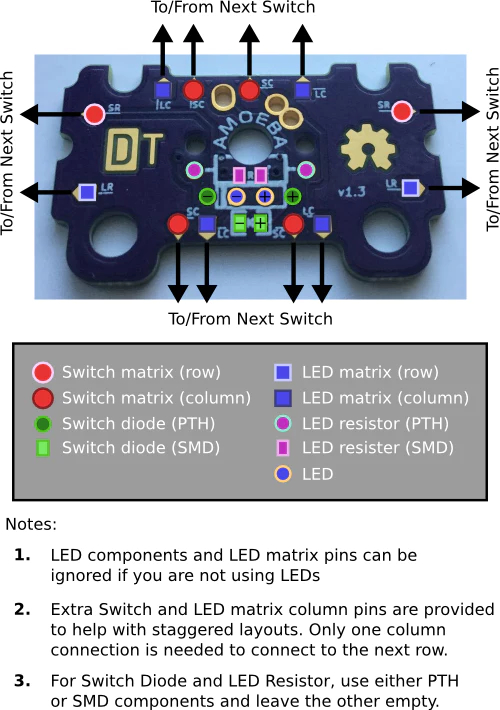 To/From Next Switch
To/From Next Switch
To/From Next Switch
LC SC SC LC
SR SR
AMOEBA
DT
LR LR
v1.3
SC LC SC LC
To/From Next Switch
Switch matrix (row)
Switch matrix (column)
Switch diode (PTH)
Switch diode (SMD)
LED matrix (row)
LED matrix (column)
LED resistor (PTH)
LED resister (SMD)
LED
Notes:
1. LED components and LED matrix pins can be
ignored if you are not using LEDs
2. Extra Switch and LED matrix column pins are provided
to help with staggered layouts. Only one column
connection is needed to connect to the next row.
3. For Switch Diode and LED Resistor, use either PTH
or SMD components and leave the other empty.